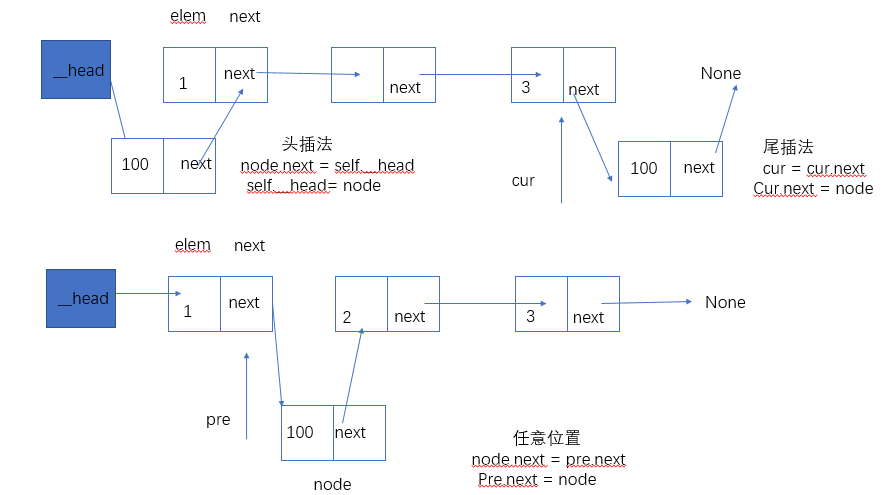 elem next
__head
1
next
next
3
next
None
100
next
头插法
node.next = self.__head
self.__head= node
cur
100
next
尾插法
cur = cur.next
Cur.next = node
elem next
__head
1
next
2
next
3
next
None
pre
100
next
node
任意位置
node.next = pre.next
Pre.next = node